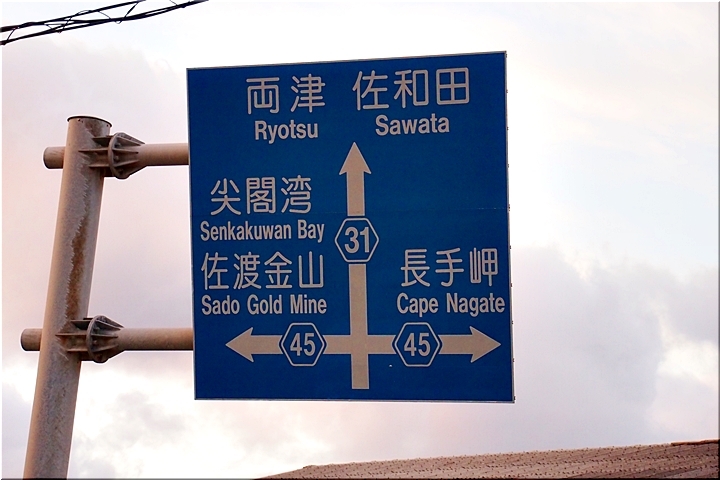 両津 佐和田
Ryotsu Sawata
尖閣湾
Senkakuwan Bay
31
佐渡金山 長手岬
Sado Gold Mine Cape Nagate
45 45